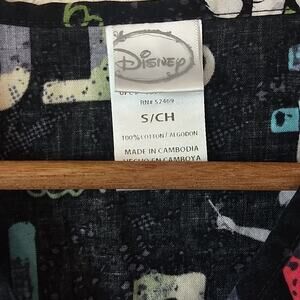 Disney
RN# 52469
S/CH
100% COTTON / ALGODON
MADE IN CAMBODIA
HECHO EN CAMBOYA